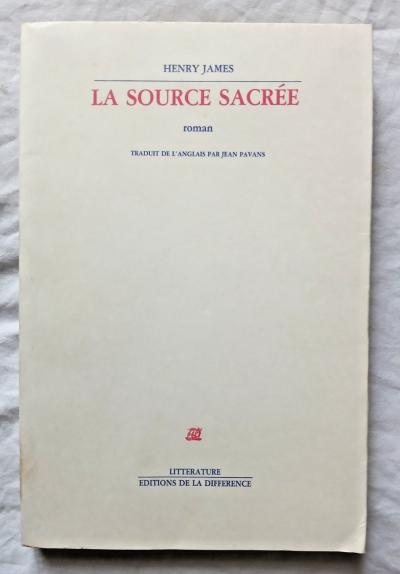 HENRY JAMES
LA SOURCE SACRÉE
roman
TRADUIT DE L'ANGLAIS PAR JEAN PAVANS
LITTERATURE
EDITIONS DE LA DIFFERENCE